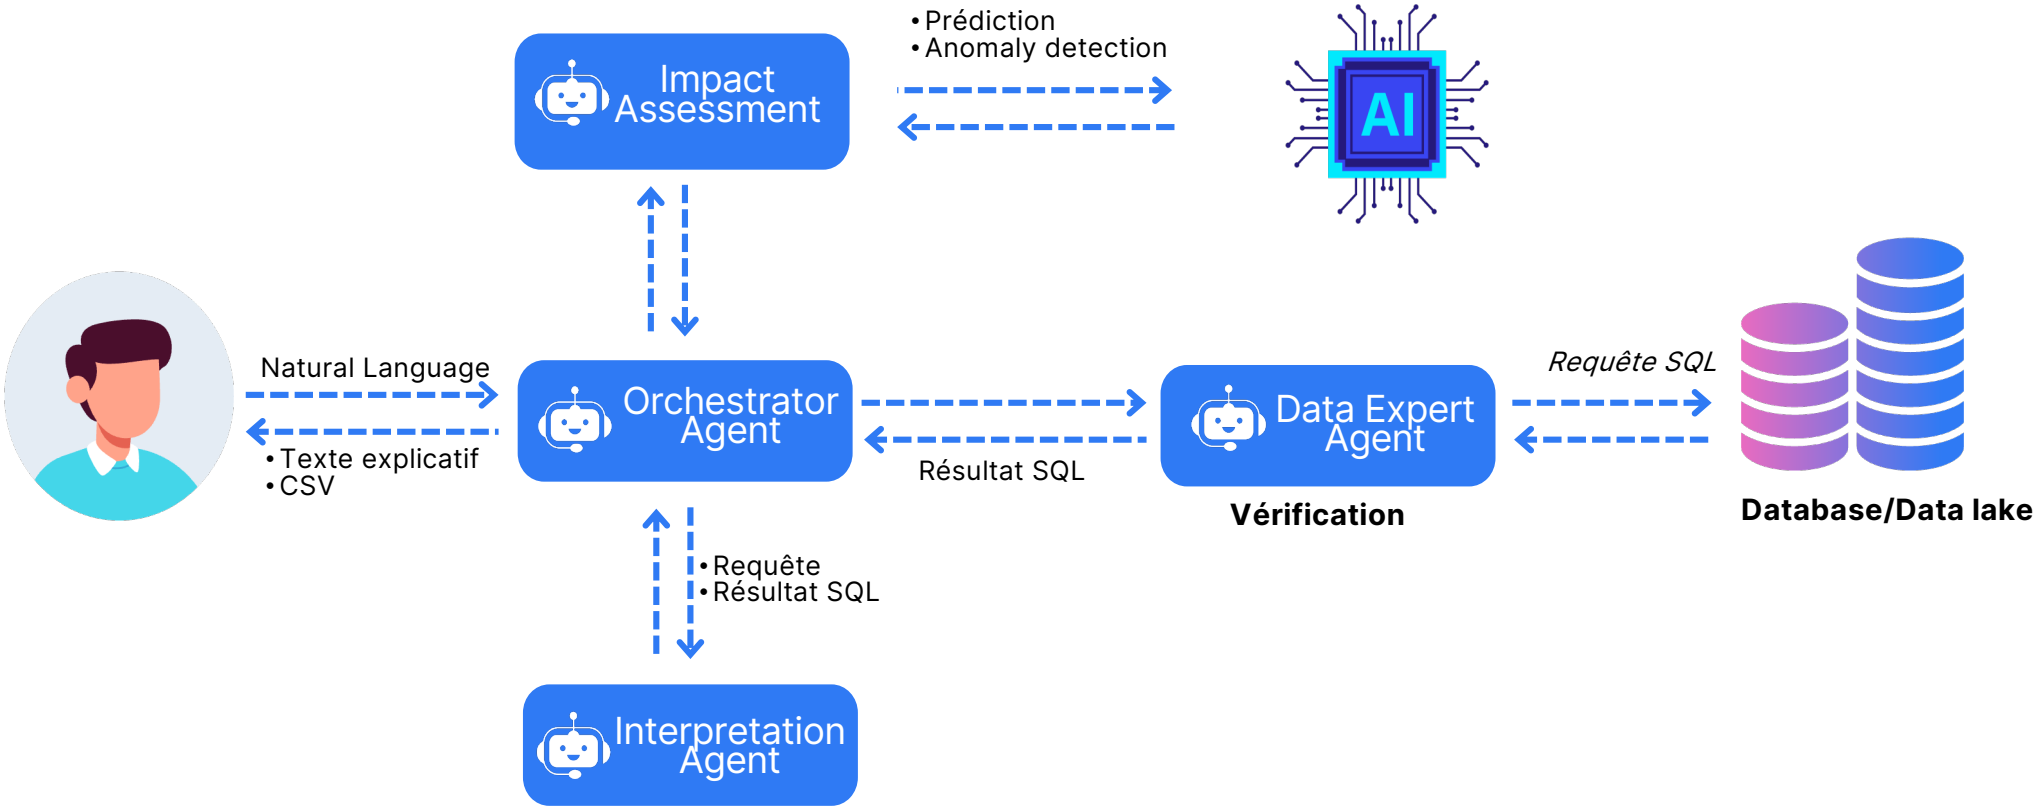 • Prédiction
• Anomaly detection
Impact
Assessment
AI
Natural Language
• Texte explicatif
• CSV
Orchestrator
Agent
Résultat SQL
Data Expert
Agent
Vérification
Requête SQL
Database/Data lake
• Requête
• Résultat SQL
Interpretation
Agent